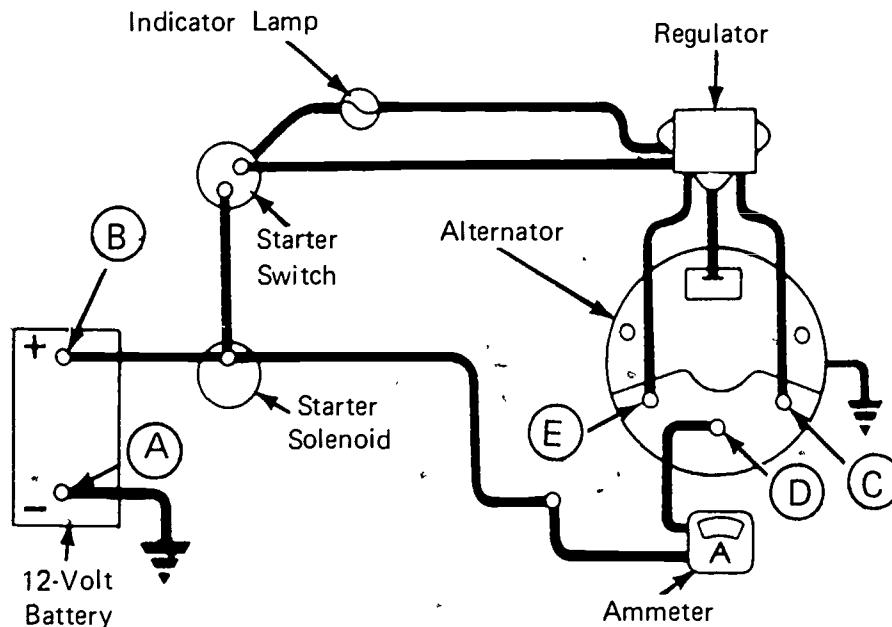 Indicator Lamp
Regulator
B
Starter
Switch
Alternator
+
Starter
Solenoid
E
A
D
C
-
A
12-Volt
Battery
Ammeter